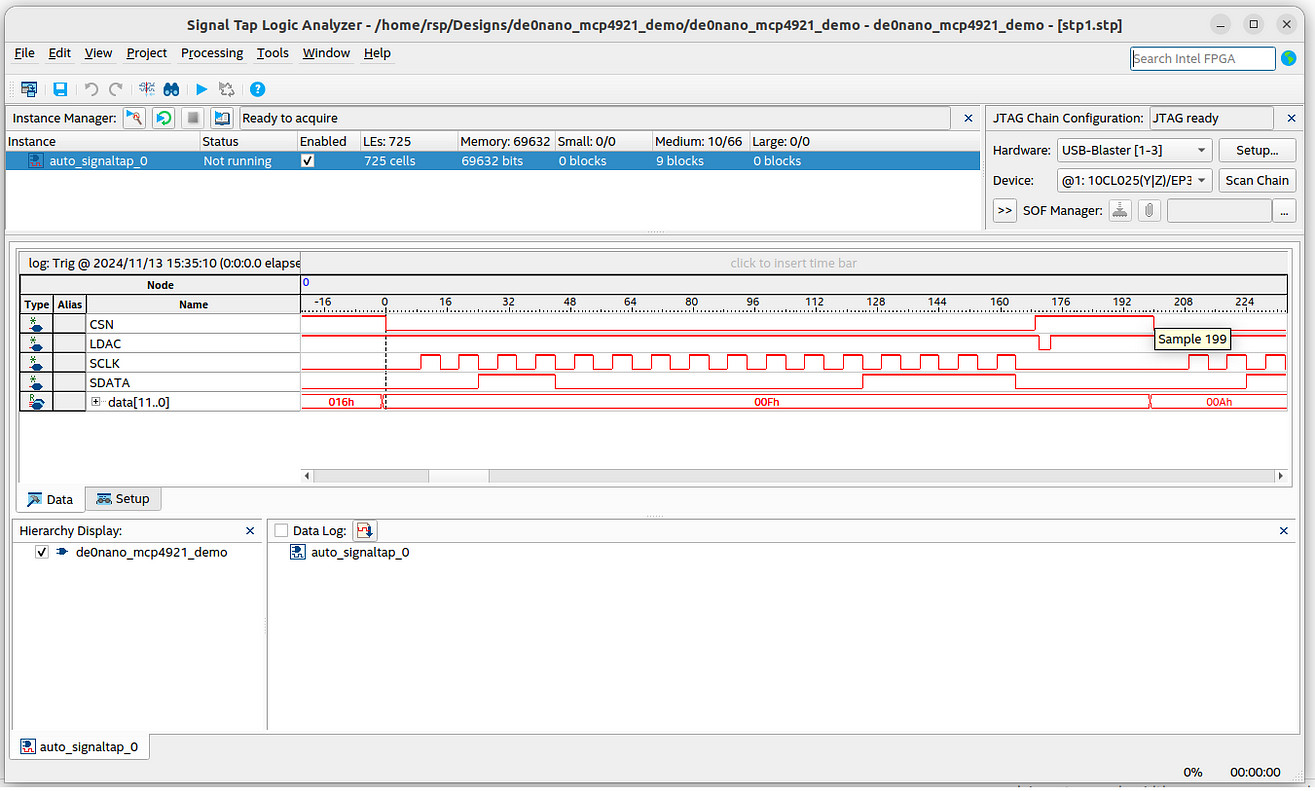 Signal Tap Logic Analyzer - /home/rsp/Designs/de0nano_mcp4921_demo/de0nano_mcp4921_demo - de0nano_mcp4921_demo - [stp1.stp]
File Edit View Project Processing Tools Window Help
Search Intel FPGA
Instance Manager: Ready to acquire
JTAG Chain Configuration: JTAG ready
Instance Status Enabled LEs: 725 Memory: 69632 Small: 0/0 Medium: 10/66 Large: 0/0
auto_signaltap_0 Not running 725 cells 69632 bits 0 blocks 9 blocks 0 blocks
Hardware: USB-Blaster [1-3] Setup...
Device: @1: 10CL025(Y|Z)/EP3 Scan Chain
>> SOF Manager: ...
log: Trig @ 2024/11/13 15:35:10 (0:0:0.0 elapse
click to insert time bar
Node 0
Type Alias Name -16 0 16 32 48 64 80 96 112 128 144 160 176 192 208 224
CSN
LDAC
Sample 199
SCLK
SDATA
data[11..0] 016h 00Fh 00Ah
Data Setup
Hierarchy Display:
de0nano_mcp4921_demo
Data Log:
auto_signaltap_0
auto_signaltap_0
0% 00:00:00